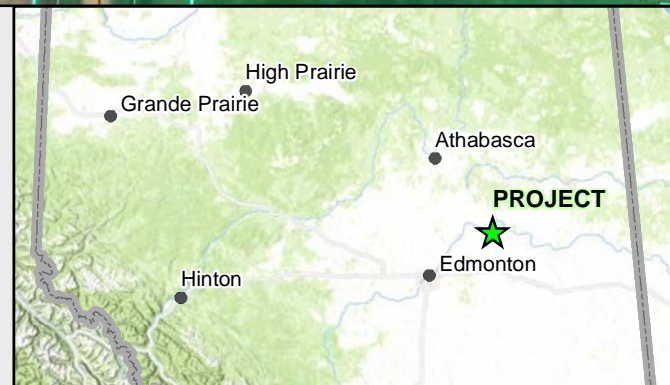 High Prairie
Grande Prairie
Athabasca
PROJECT
Edmonton
Hinton